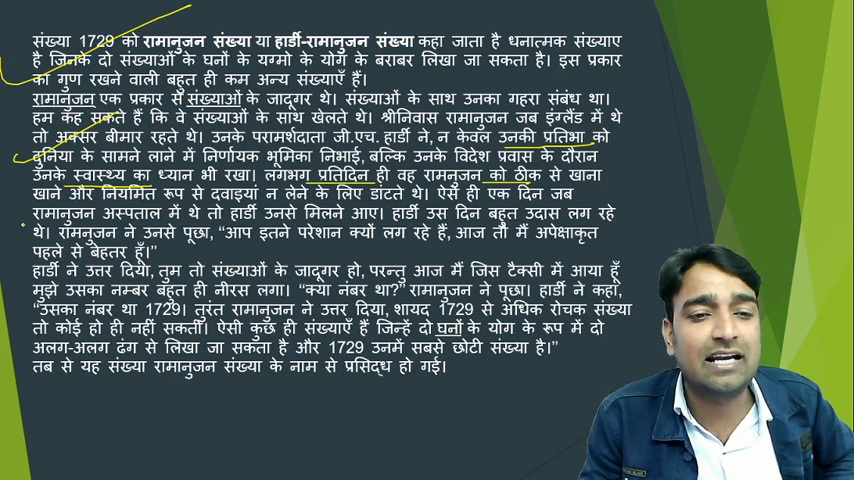 संख्या 1729 को रामानुजन संख्या या हार्डी-रामानुजन संख्या कहा जाता है धनात्मक संख्याए
है जिनके दो संख्याओं के घनों के यग्मो के योग के बराबर लिखा जा सकता है। इस प्रकार
का गुण रखने वाली बहुत ही कम अन्य संख्याएँ हैं।
रामानुजन एक प्रकार से संख्याओं के जादूगर थे। संख्याओं के साथ उनका गहरा संबंध था।
हम कह सकते हैं कि वे संख्याओं के साथ खेलते थे। श्रीनिवास रामानुजन जब इंग्लैंड में थे
तो अक्सर बीमार रहते थे। उनके परामर्शदाता जी.एच. हार्डी ने, न केवल उनकी प्रतिभा को
दुनिया के सामने लाने में निर्णायक भूमिका निभाई, बल्कि उनके विदेश प्रवास के दौरान
उनके स्वास्थ्य का ध्यान भी रखा। लगभग प्रतिदिन ही वह रामनुजन को ठीक से खाना
खाने और नियमित रूप से दवाइयां न लेने के लिए डांटते थे। ऐसे ही एक दिन जब
रामानुजन अस्पताल में थे तो हार्डी उनसे मिलने आए। हार्डी उस दिन बहुत उदास लग रहे
थे। रामनुजन ने उनसे पूछा, “आप इतने परेशान क्यों लग रहे हैं, आज तो मैं अपेक्षाकृत
पहले से बेहतर हूँ।”
हार्डी ने उत्तर दिया, तुम तो संख्याओं के जादूगर हो, परन्तु आज मैं जिस टैक्सी में आया हूँ
मुझे उसका नम्बर बहुत ही नीरस लगा। “क्या नंबर था?” रामानुजन ने पूछा। हार्डी ने कहा,
“उसका नंबर था 1729। तुरंत रामानुजन ने उत्तर दिया, शायद 1729 से अधिक रोचक संख्या
तो कोई हो ही नहीं सकती। ऐसी कुछ ही संख्याएँ हैं जिन्हें दो घनों के योग के रूप में दो
अलग-अलग ढंग से लिखा जा सकता है और 1729 उनमें सबसे छोटी संख्या है।”
तब से यह संख्या रामानुजन संख्या के नाम से प्रसिद्ध हो गई।